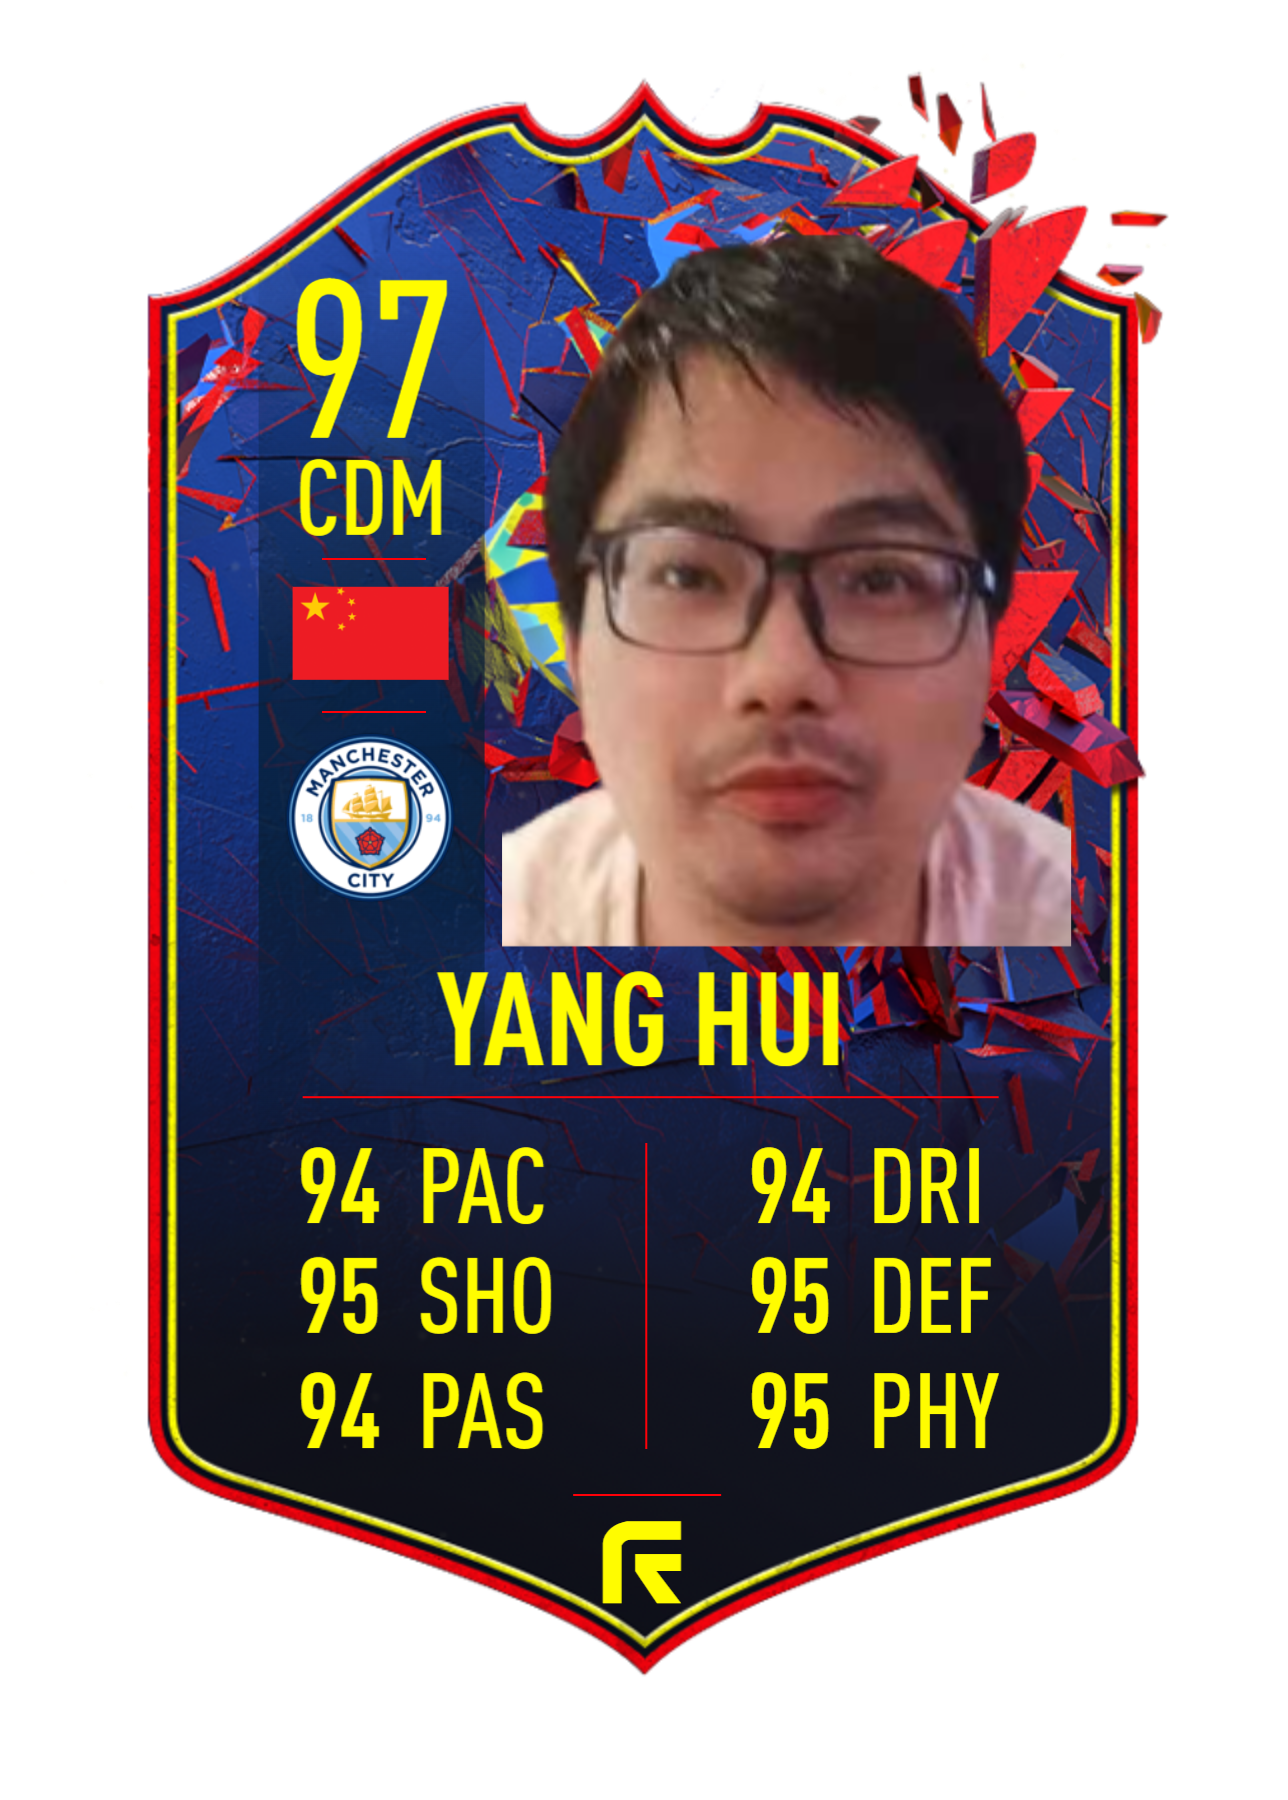 97
CDM
MANCHESTER
18 94
CITY
YANG HUI
94 PAC 94 DRI
95 SHO 95 DEF
94 PAS 95 PHY